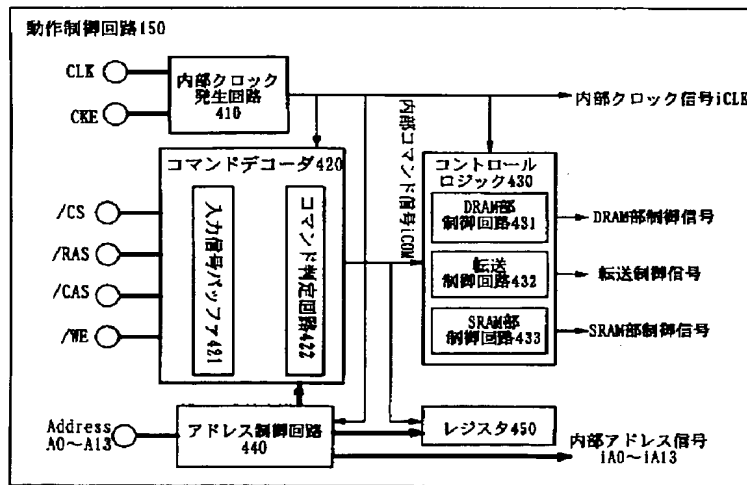 動作制御回路150
CLK
CKE
内部クロック
発生回路
410
内部クロック信号iCLK
内部コマンド信号iCOM
コマンドデコーダ420
入力信号バッファ421
コマンド判定回路422
/CS
/RAS
/CAS
/WE
コントロール
ロジック430
DRAM部
制御回路431
転送
制御回路432
SRAM部
制御回路433
DRAM部制御信号
転送制御信号
SRAM部制御信号
Address
A0～A13
アドレス制御回路
440
レジスタ450
内部アドレス信号
iA0～iA13